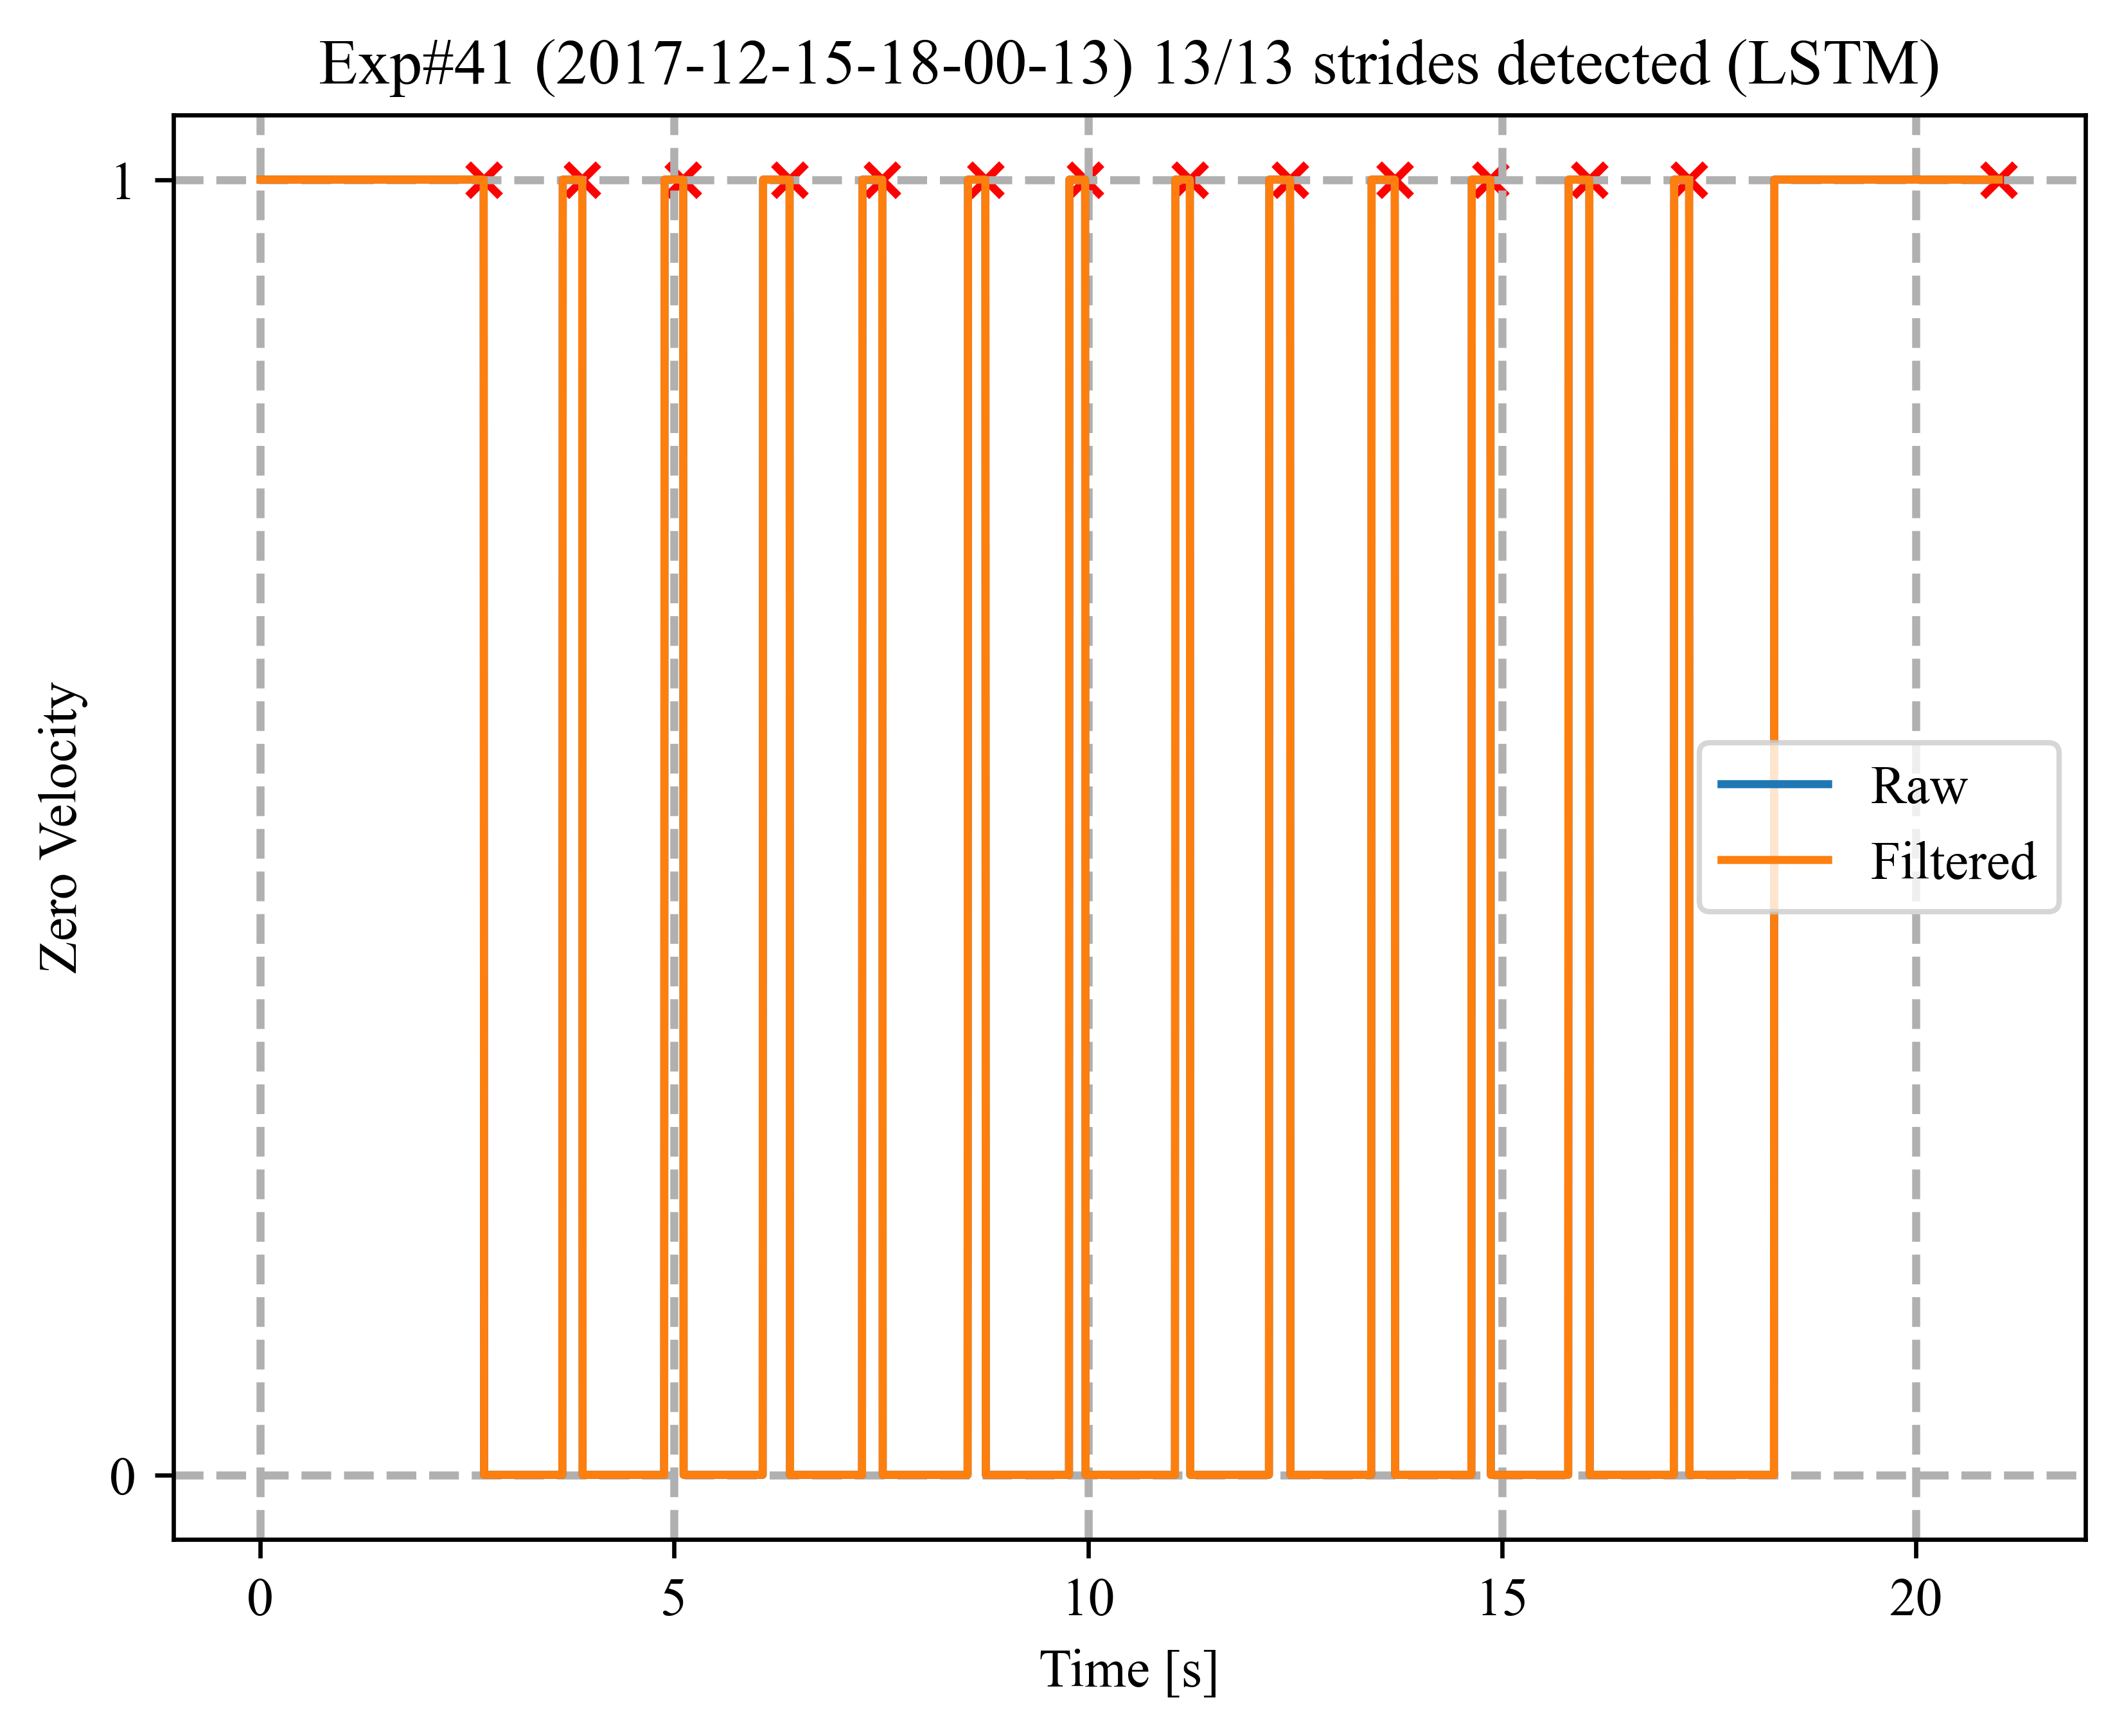 Exp#41 (2017-12-15-18-00-13) 13/13 strides detected (LSTM)
1
Zero Velocity
Raw
Filtered
0
0 5 10 15 20
Time [s]